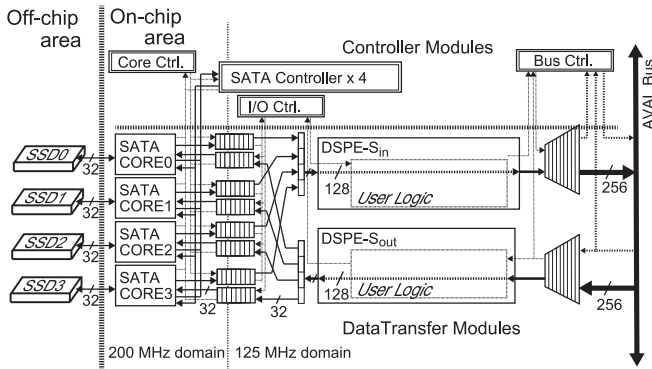 Off-chip
area
On-chip
area
Controller Modules
Core Ctrl.
SATA Controller x 4
Bus Ctrl.
I/O Ctrl.
AVAL Bus
SSD0
32
SATA
CORE0
DSPE-Sin
128
User Logic
256
SSD1
32
SATA
CORE1
SSD2
32
SATA
CORE2
DSPE-Sout
128
User Logic
256
SSD3
32
SATA
CORE3
32
32
DataTransfer Modules
200 MHz domain
125 MHz domain